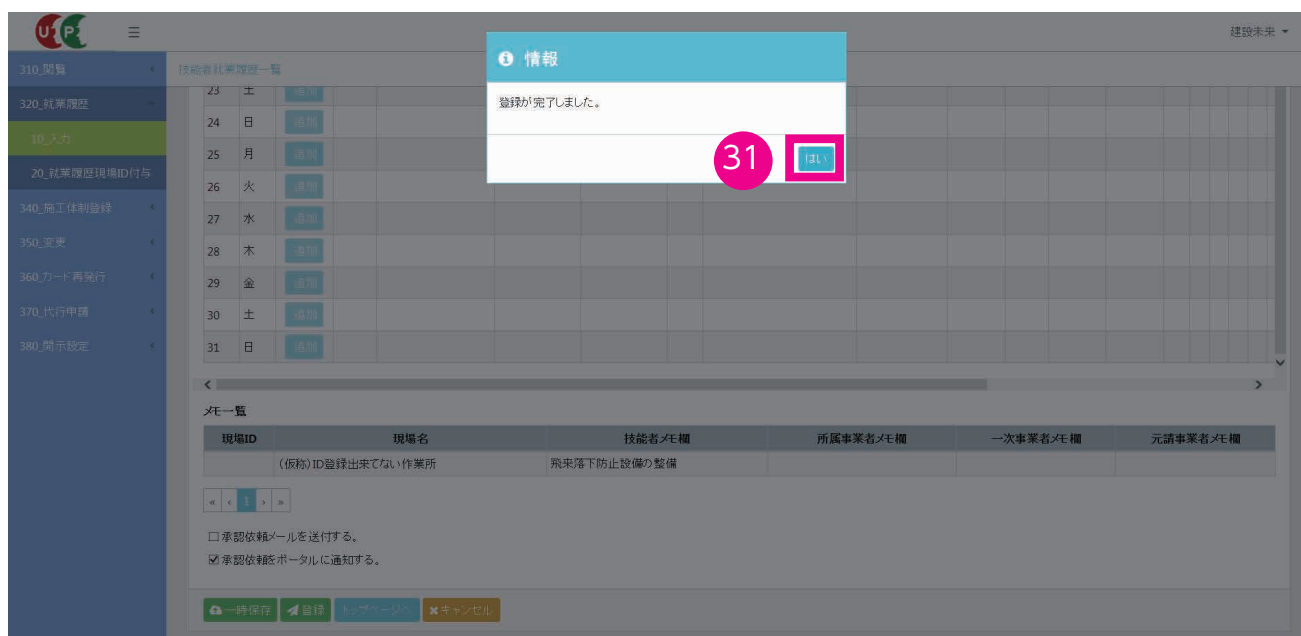 U P
建設未来
310_閲覧
技能者就業履歴一覧
情報
320_就業履歴
登録が完了しました。
23 土 追加
24 日 追加
10_入力
31 はい
25 月 追加
20_就業履歴現場ID付与
26 火 追加
340_施工体制登録
27 水 追加
350_変更
28 木 追加
360_カード再発行
29 金 追加
370_代行申請
30 土 追加
380_開示設定
31 日 追加
メモ一覧
現場ID 現場名 技能者メモ欄 所属事業者メモ欄 一次事業者メモ欄 元請事業者メモ欄
(仮称)ID登録出来てない作業所 飛来落下防止設備の整備
« ‹ 1 › »
承認依頼メールを送付する。
承認依頼をポータルに通知する。
一時保存 登録 トップページへ キャンセル